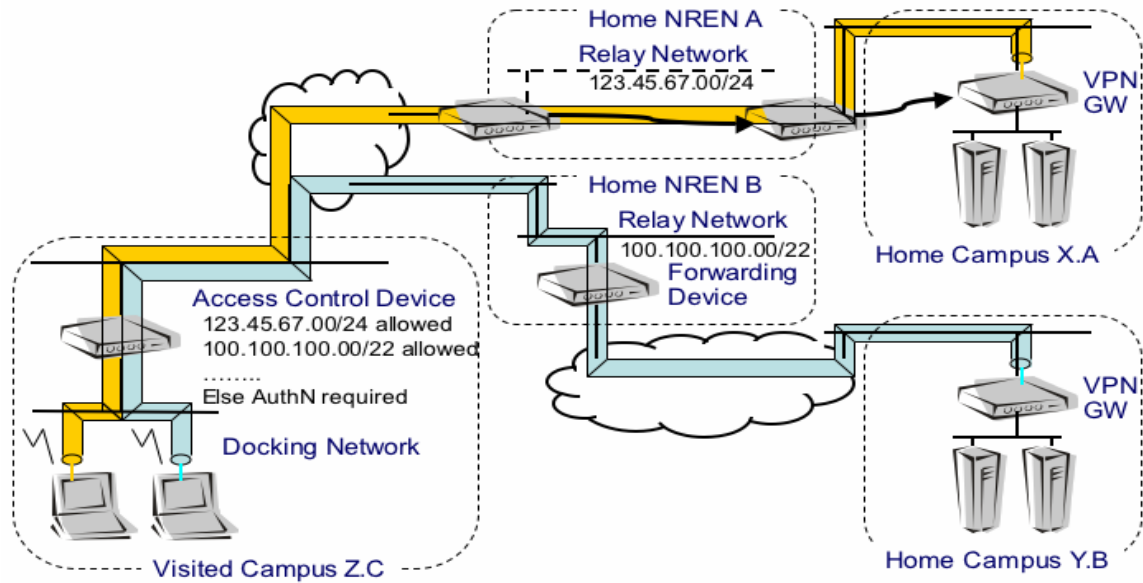 Home NREN A
Relay Network
123.45.67.00/24
VPN
GW
Home Campus X.A
Home NREN B
Relay Network
100.100.100.00/22
Forwarding
Device
Access Control Device
123.45.67.00/24 allowed
100.100.100.00/22 allowed
........
Else AuthN required
Docking Network
Visited Campus Z.C
VPN
GW
Home Campus Y.B